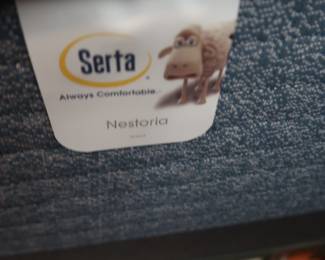 Serta
Always Comfortable.
Nestoria